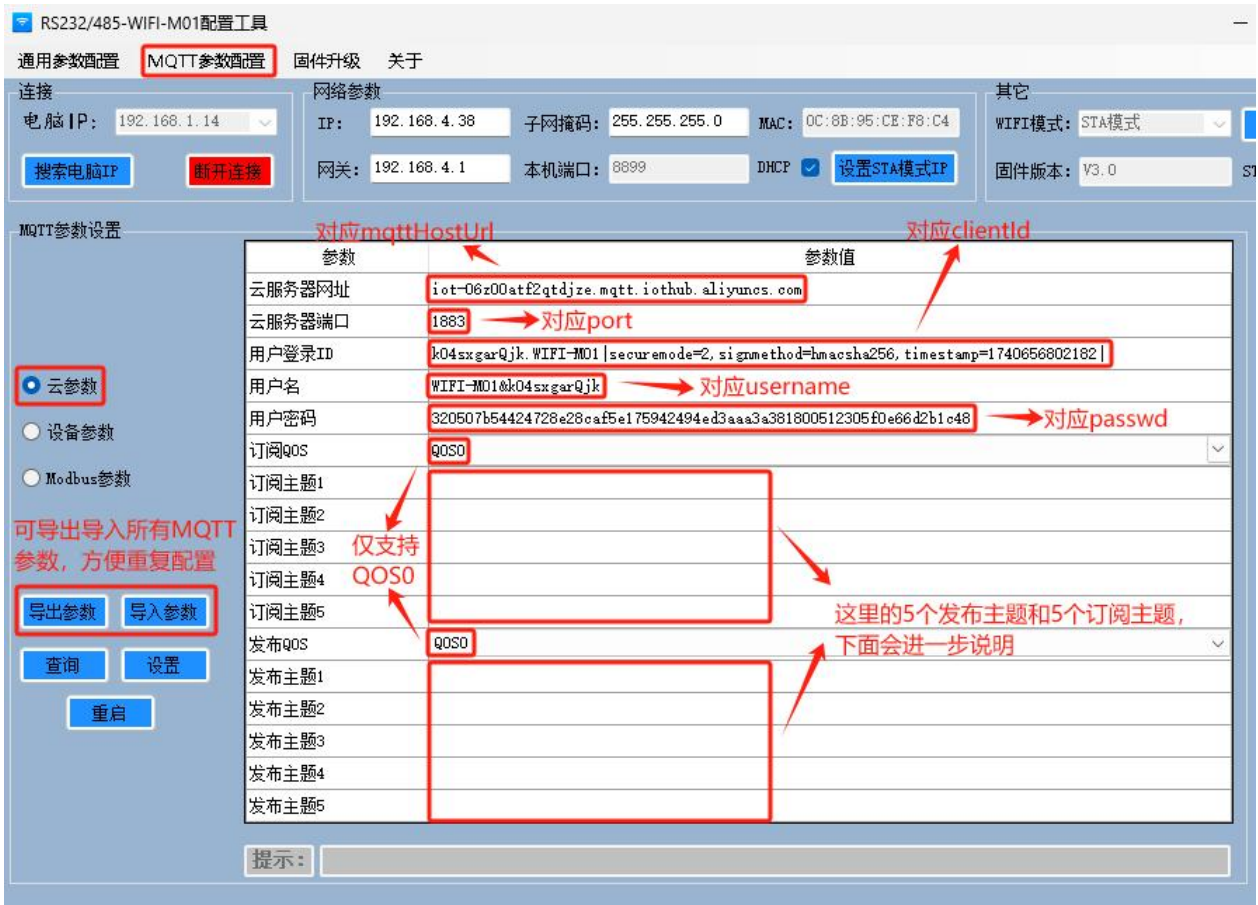 RS232/485-WIFI-M01配置工具
通用参数配置 MQTT参数配置 固件升级 关于
连接 网络参数 其它
电脑IP: 192.168.1.14 IP: 192.168.4.38 子网掩码: 255.255.255.0 MAC: 0C:8B:95:CE:F8:C4 WIFI模式: STA模式
搜索电脑IP 断开连接 网关: 192.168.4.1 本机端口: 8899 DHCP 设置STA模式IP 固件版本: V3.0 ST
MQTT参数设置 对应mqttHostUrl 对应clientId
参数 参数值
云服务器网址 iot-06z00atf2qtdjze.mqtt.iothub.aliyuncs.com
云服务器端口 1883 对应port
用户登录ID k04sxgarQjk.WIFI-M01|securemode=2,signmethod=hmacsha256,timestamp=1740656802182|
云参数 用户名 WIFI-M01&k04sxgarQjk 对应username
用户密码 320507b54424728e28caf5e175942494ed3aaa3a381800512305f0e66d2b1c48 对应passwd
设备参数
订阅QOS QOS0
Modbus参数 订阅主题1
订阅主题2
可导出导入所有MQTT
参数，方便重复配置
订阅主题3 仅支持
QOS0
订阅主题4
导出参数 导入参数 订阅主题5
这里的5个发布主题和5个订阅主题，
下面会进一步说明
发布QOS QOS0
查询 设置 发布主题1
重启 发布主题2
发布主题3
发布主题4
发布主题5
提示: